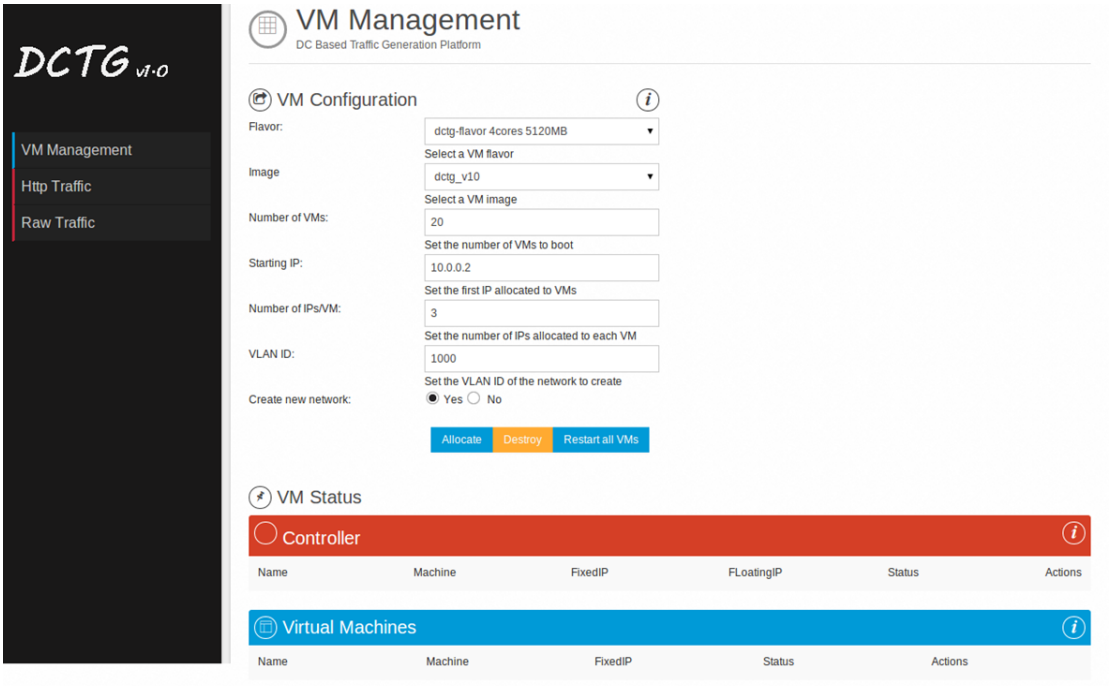 DCTG v1.0
VM Management
Http Traffic
Raw Traffic
VM Management
DC Based Traffic Generation Platform
VM Configuration i
Flavor: dctg-flavor 4cores 5120MB
Select a VM flavor
Image dctg_v10
Select a VM image
Number of VMs: 20
Set the number of VMs to boot
Starting IP: 10.0.0.2
Set the first IP allocated to VMs
Number of IPs/VM: 3
Set the number of IPs allocated to each VM
VLAN ID: 1000
Set the VLAN ID of the network to create
Create new network: Yes No
Allocate Destroy Restart all VMs
VM Status
Controller i
Name Machine FixedIP FLoatingIP Status Actions
Virtual Machines i
Name Machine FixedIP Status Actions